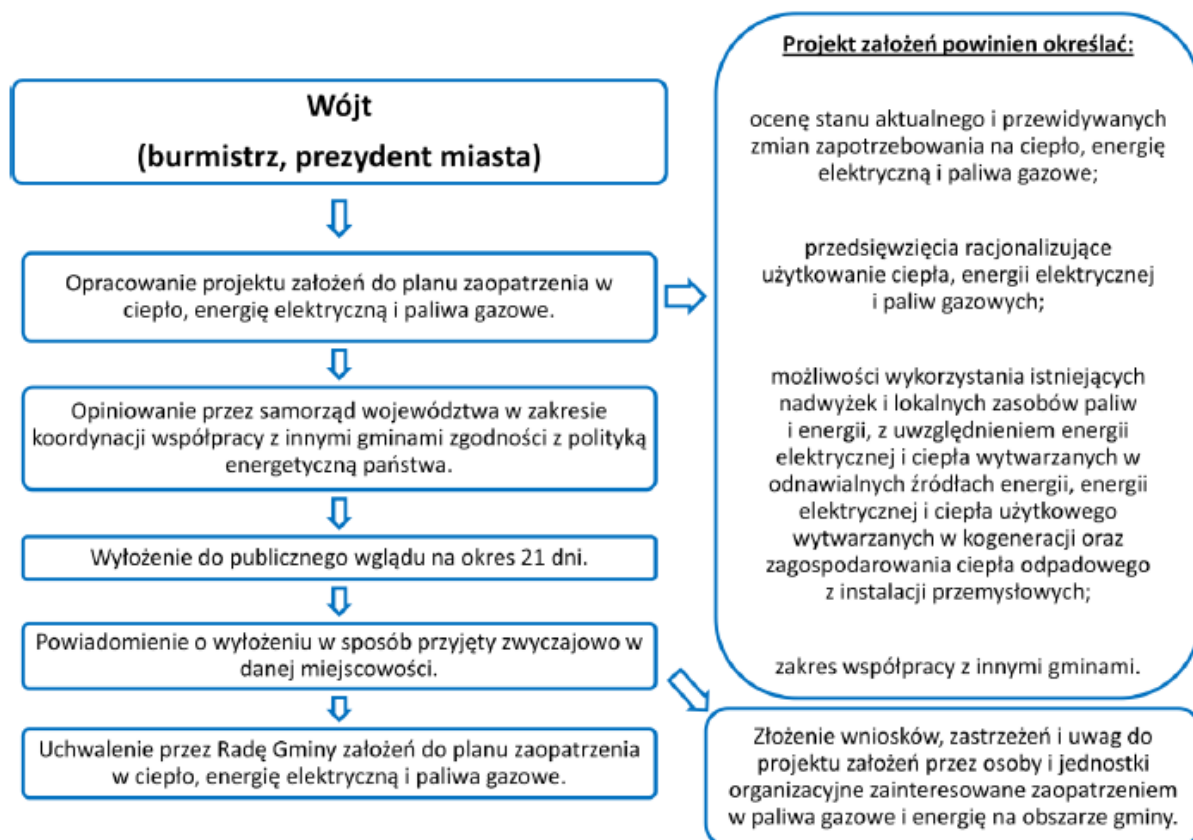 Wójt
(burmistrz, prezydent miasta)
Opracowanie projektu założeń do planu zaopatrzenia w
ciepło, energię elektryczną i paliwa gazowe.
Opiniowanie przez samorząd województwa w zakresie
koordynacji współpracy z innymi gminami zgodności z polityką
energetyczną państwa.
Wyłożenie do publicznego wglądu na okres 21 dni.
Powiadomienie o wyłożeniu w sposób przyjęty zwyczajowo w
danej miejscowości.
Uchwalenie przez Radę Gminy założeń do planu zaopatrzenia
w ciepło, energię elektryczną i paliwa gazowe.
Projekt założeń powinien określać:
ocenę stanu aktualnego i przewidywanych
zmian zapotrzebowania na ciepło, energię
elektryczną i paliwa gazowe;
przedsięwzięcia racjonalizujące
użytkowanie ciepła, energii elektrycznej
i paliw gazowych;
możliwości wykorzystania istniejących
nadwyżek i lokalnych zasobów paliw
i energii, z uwzględnieniem energii
elektrycznej i ciepła wytwarzanych w
odnawialnych źródłach energii, energii
elektrycznej i ciepła użytkowego
wytwarzanych w kogeneracji oraz
zagospodarowania ciepła odpadowego
z instalacji przemysłowych;
zakres współpracy z innymi gminami.
Złożenie wniosków, zastrzeżeń i uwag do
projektu założeń przez osoby i jednostki
organizacyjne zainteresowane zaopatrzeniem
w paliwa gazowe i energię na obszarze gminy.